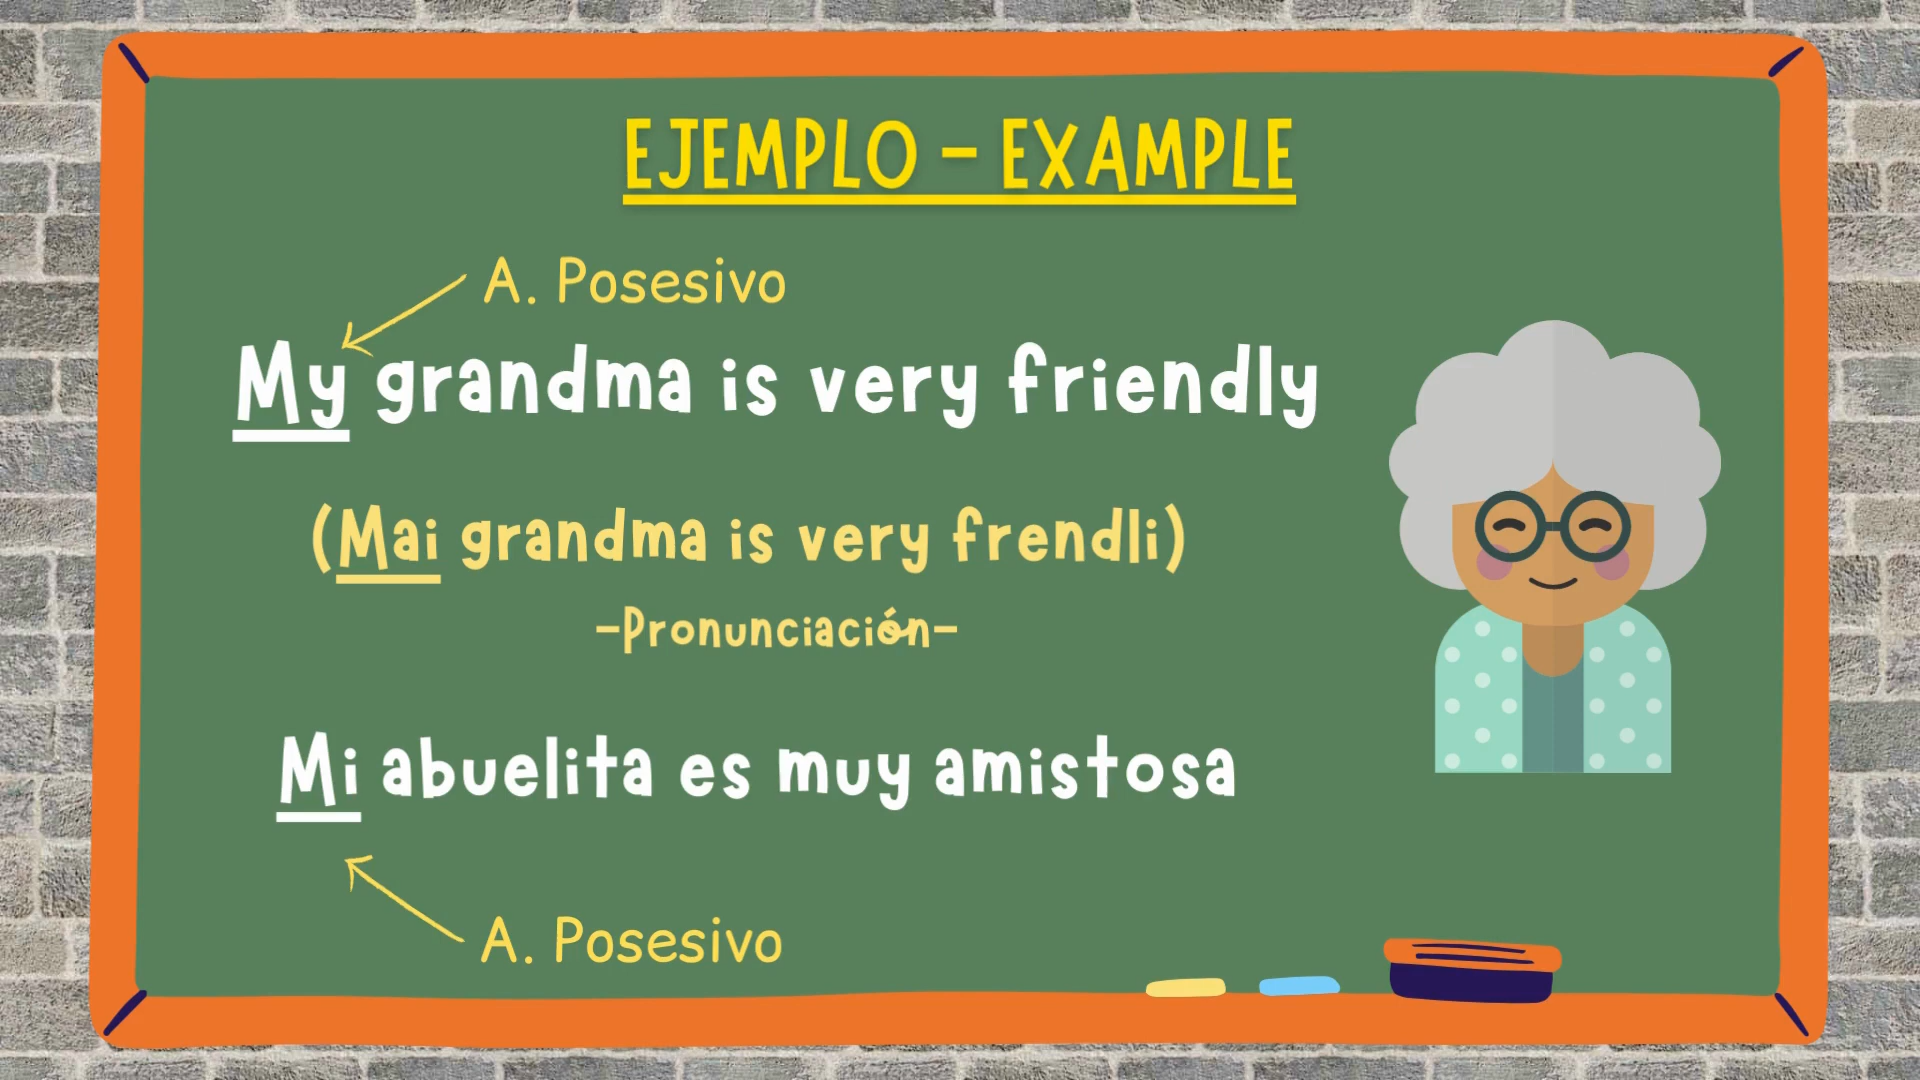 EJEMPLO - EXAMPLE
A. Posesivo
My grandma is very friendly
(Mai grandma is very frendli)
-Pronunciación-
Mi abuelita es muy amistosa
A. Posesivo